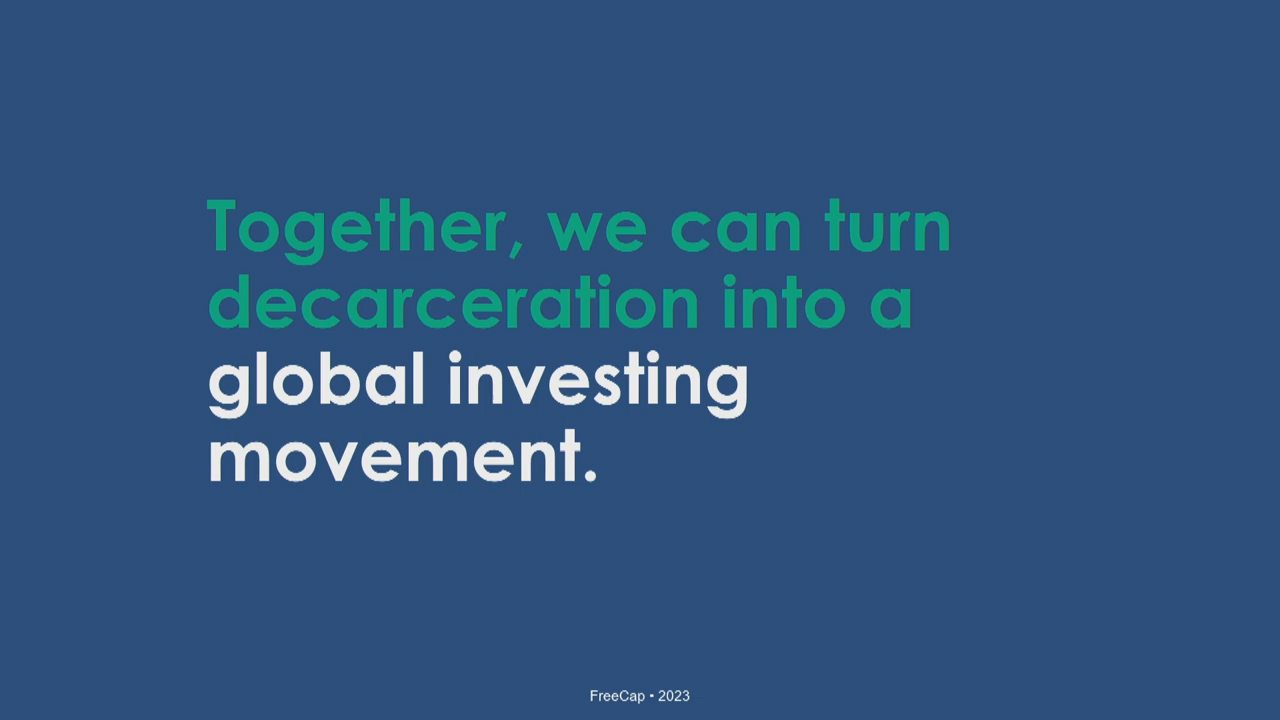 Together, we can turn
decarceration into a
global investing
movement.
FreeCap • 2023